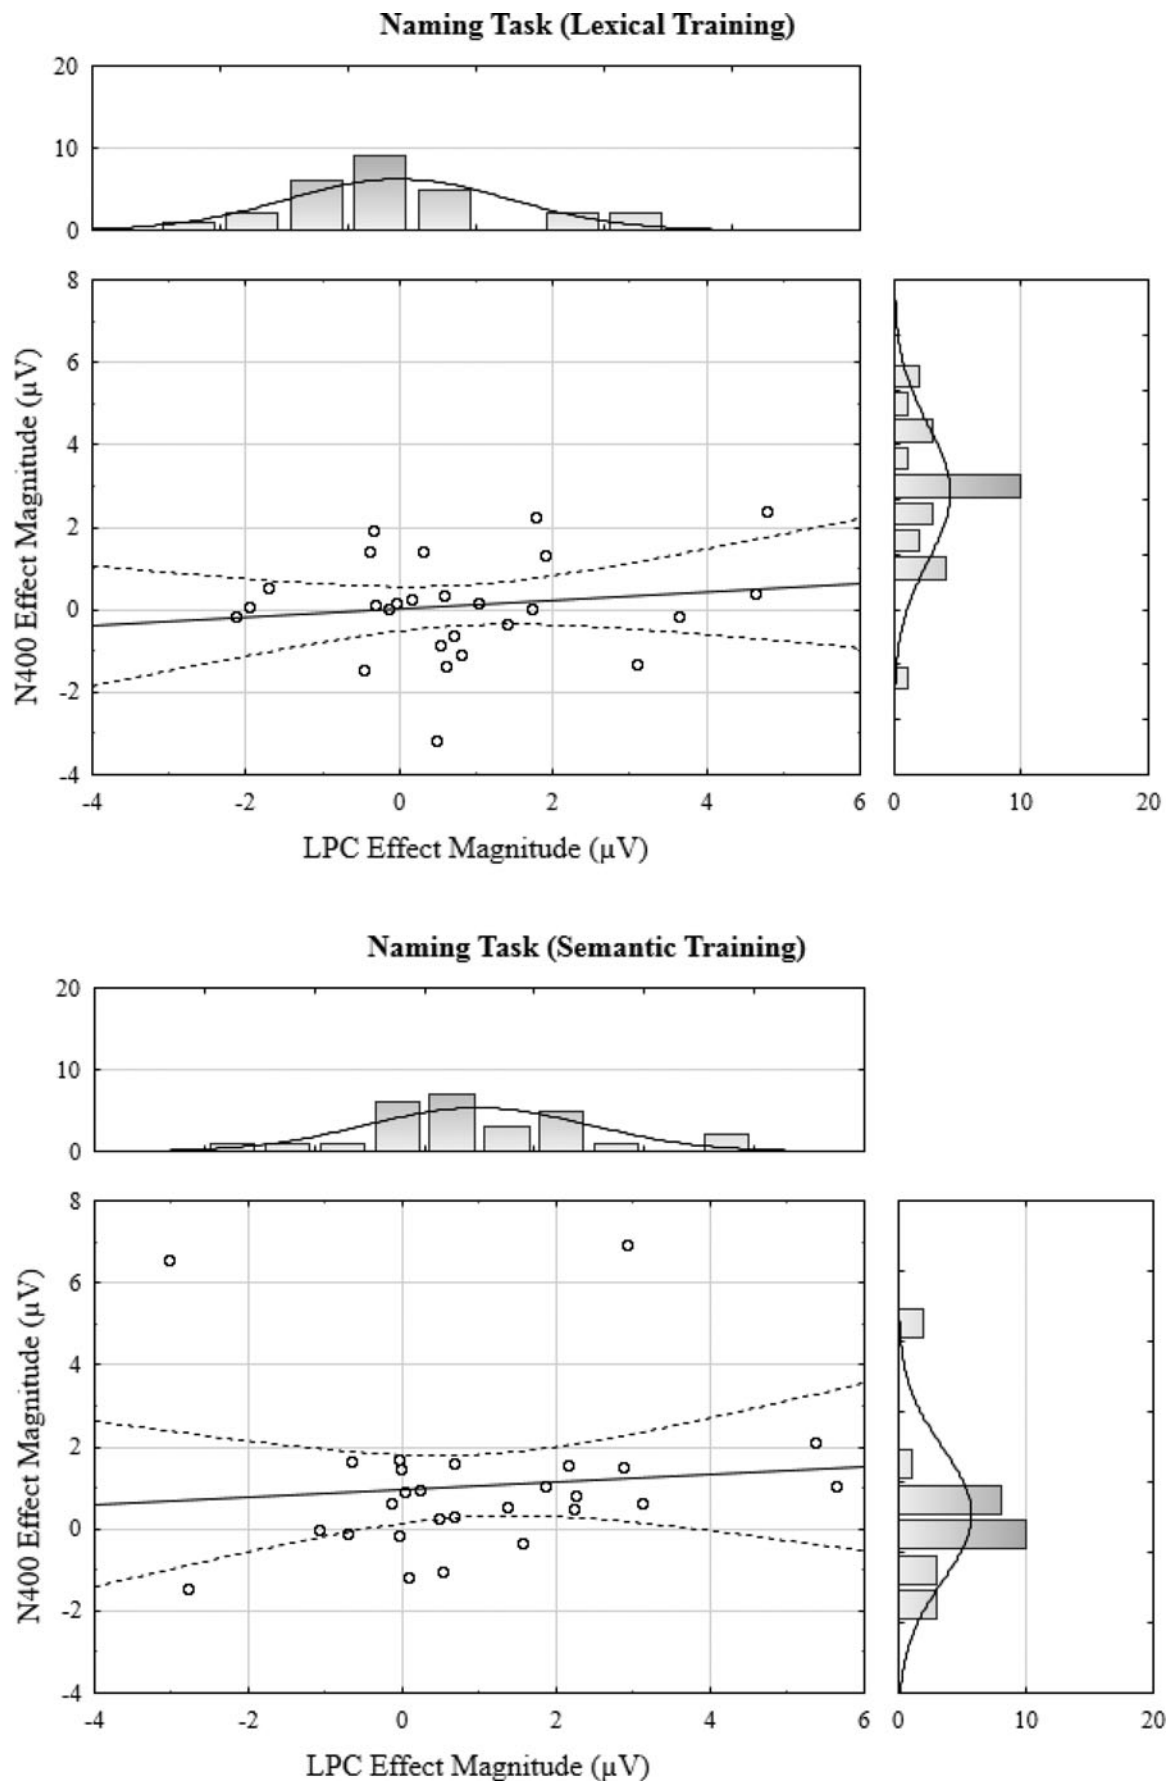 Naming Task (Lexical Training)
20
10
0
8
6
4
2
0
-2
-4
N400 Effect Magnitude (µV)
-4 -2 0 2 4 6
0 10 20
LPC Effect Magnitude (µV)
Naming Task (Semantic Training)
20
10
0
8
6
4
2
0
-2
-4
N400 Effect Magnitude (µV)
-4 -2 0 2 4 6
0 10 20
LPC Effect Magnitude (µV)